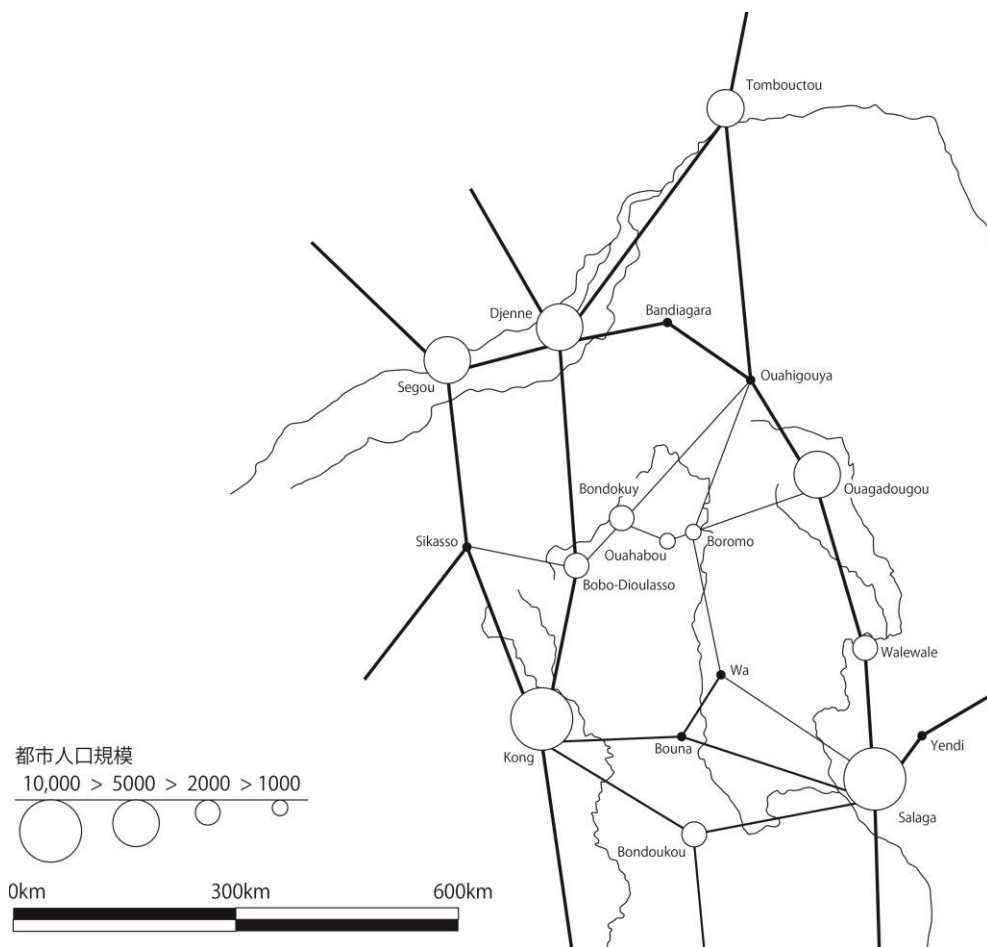 Tombouctou
Djenne
Bandiagara
Segou
Ouahigouya
Ouagadougou
Bondokuy
Sikasso
Ouahabou
Boromo
Bobo-Dioulasso
Walewale
Wa
Kong
Bouna
Yendi
Salaga
Bondoukou
都市人口規模
10,000 > 5000 > 2000 > 1000
0km 300km 600km